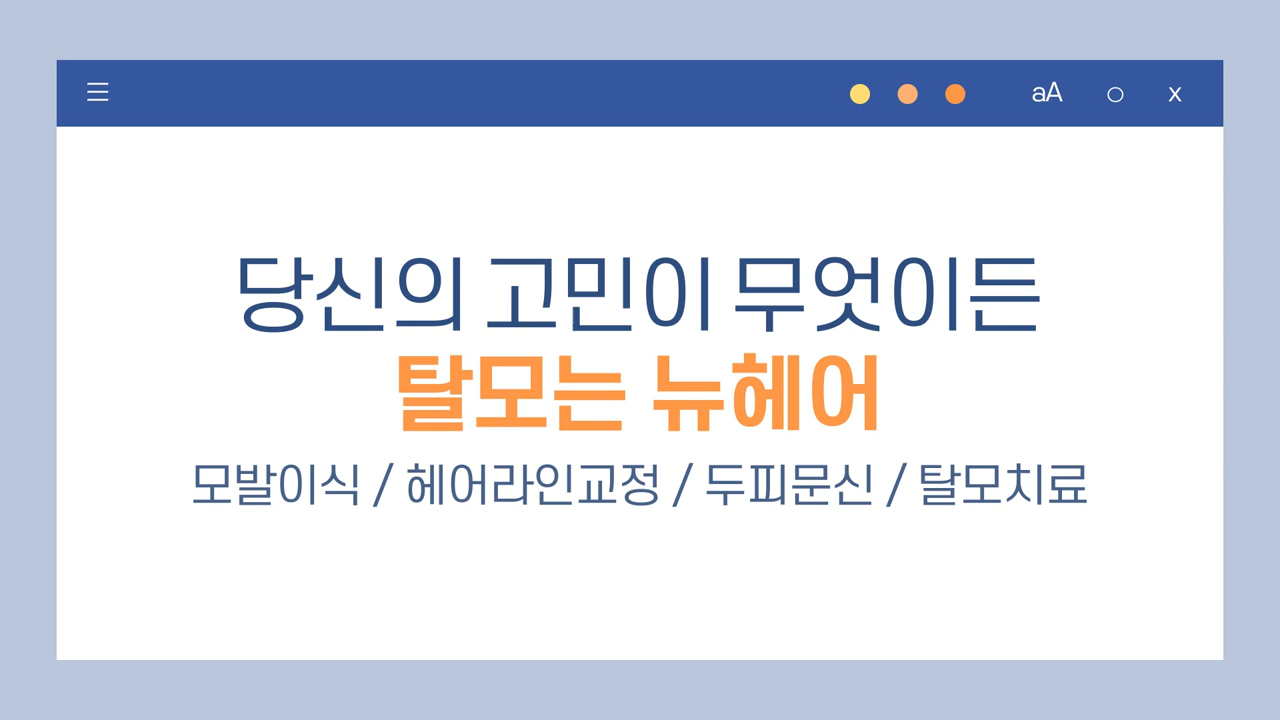 aA ○ x
당신의 고민이 무엇이든
탈모는 뉴헤어
모발이식 / 헤어라인교정 / 두피문신 / 탈모치료